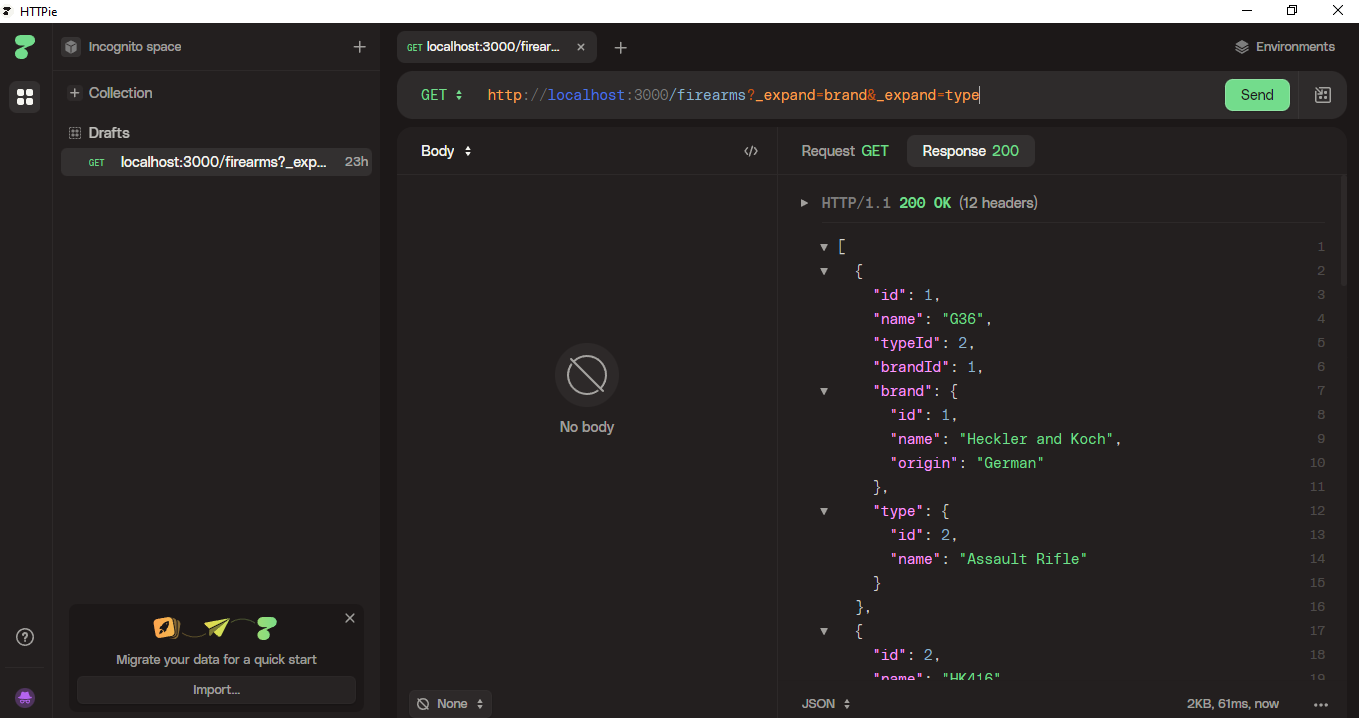 HTTPie
Incognito space
GET localhost:3000/firear...
Environments
Collection
GET
http://localhost:3000/firearms?_expand=brand&_expand=type
Send
Drafts
GET localhost:3000/firearms?_exp... 23h
Body
Request GET
Response 200
HTTP/1.1 200 OK (12 headers)
[ 1
{ 2
"id": 1, 3
"name": "G36", 4
"typeId": 2, 5
"brandId": 1, 6
"brand": { 7
"id": 1, 8
"name": "Heckler and Koch", 9
"origin": "German" 10
}, 11
"type": { 12
"id": 2, 13
"name": "Assault Rifle" 14
} 15
}, 16
{ 17
"id": 2, 18
"name": "HK416" 19
No body
Migrate your data for a quick start
Import...
None
JSON
2KB, 61ms, now